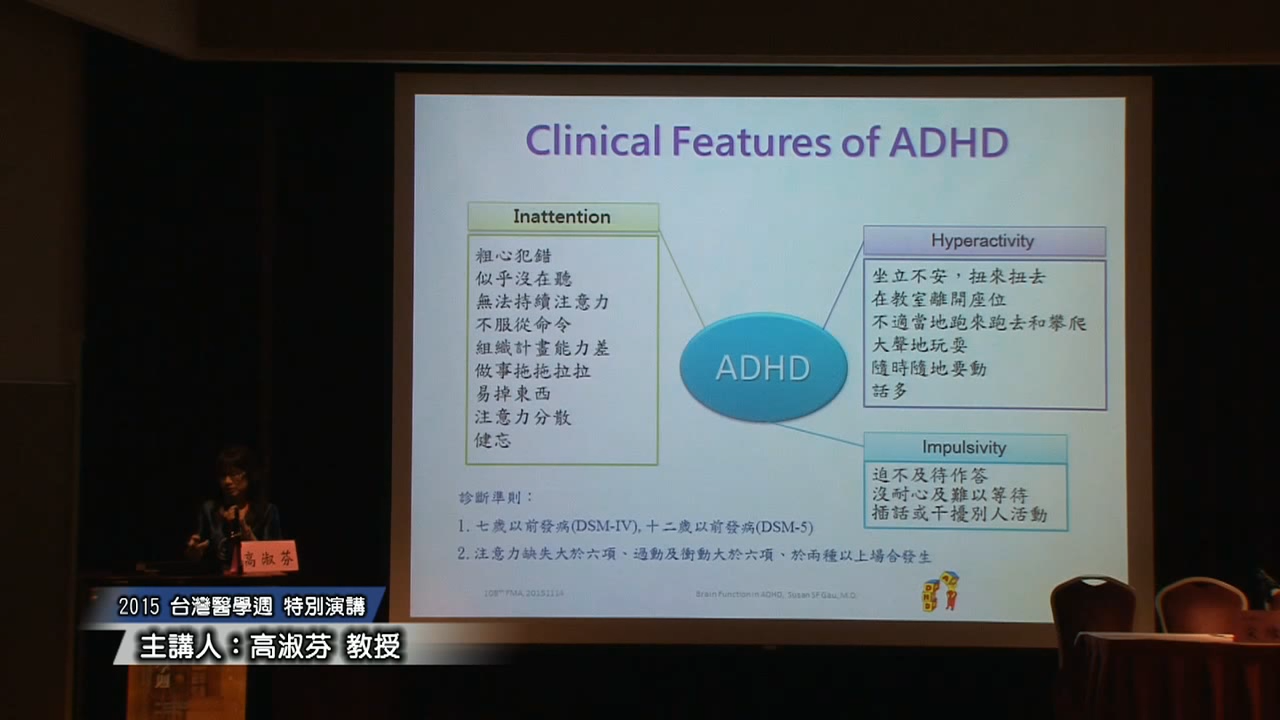 Clinical Features of ADHD
Inattention
粗心犯錯
似乎沒在聽
無法持續注意力
不服從命令
組織計畫能力差
做事拖拖拉拉
易掉東西
注意力分散
健忘
ADHD
Hyperactivity
坐立不安，扭來扭去
在教室離開座位
不適當地跑來跑去和攀爬
大聲地玩耍
隨時隨地要動
話多
Impulsivity
迫不及待作答
沒耐心及難以等待
插話或干擾別人活動
診斷準則：
1. 七歲以前發病(DSM-IV), 十二歲以前發病(DSM-5)
2. 注意力缺失大於六項、過動及衝動大於六項、於兩種以上場合發生
108TH FMA, 20151114
Brain Function in ADHD, Susan SF Gau, M.D.
高淑芬
2015 台灣醫學週 特別演講
主講人：高淑芬 教授